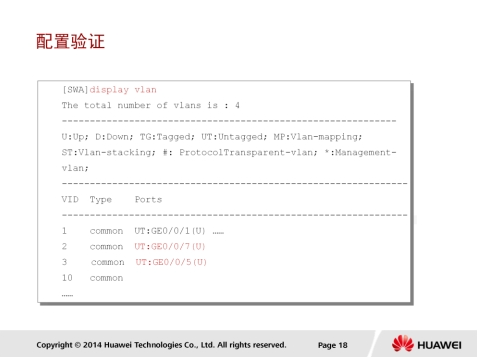 配置验证
[SWA]display vlan
The total number of vlans is : 4
------------------------------------------------------------
U:Up; D:Down; TG:Tagged; UT:Untagged; MP:Vlan-mapping;
ST:Vlan-stacking; #: ProtocolTransparent-vlan; *:Management-
vlan;
--------------------------------------------------------------
VID Type Ports
--------------------------------------------------------------
1 common UT:GE0/0/1(U) ……
2 common UT:GE0/0/7(U)
3 common UT:GE0/0/5(U)
10 common
……
Copyright © 2014 Huawei Technologies Co., Ltd. All rights reserved. Page 18 HUAWEI